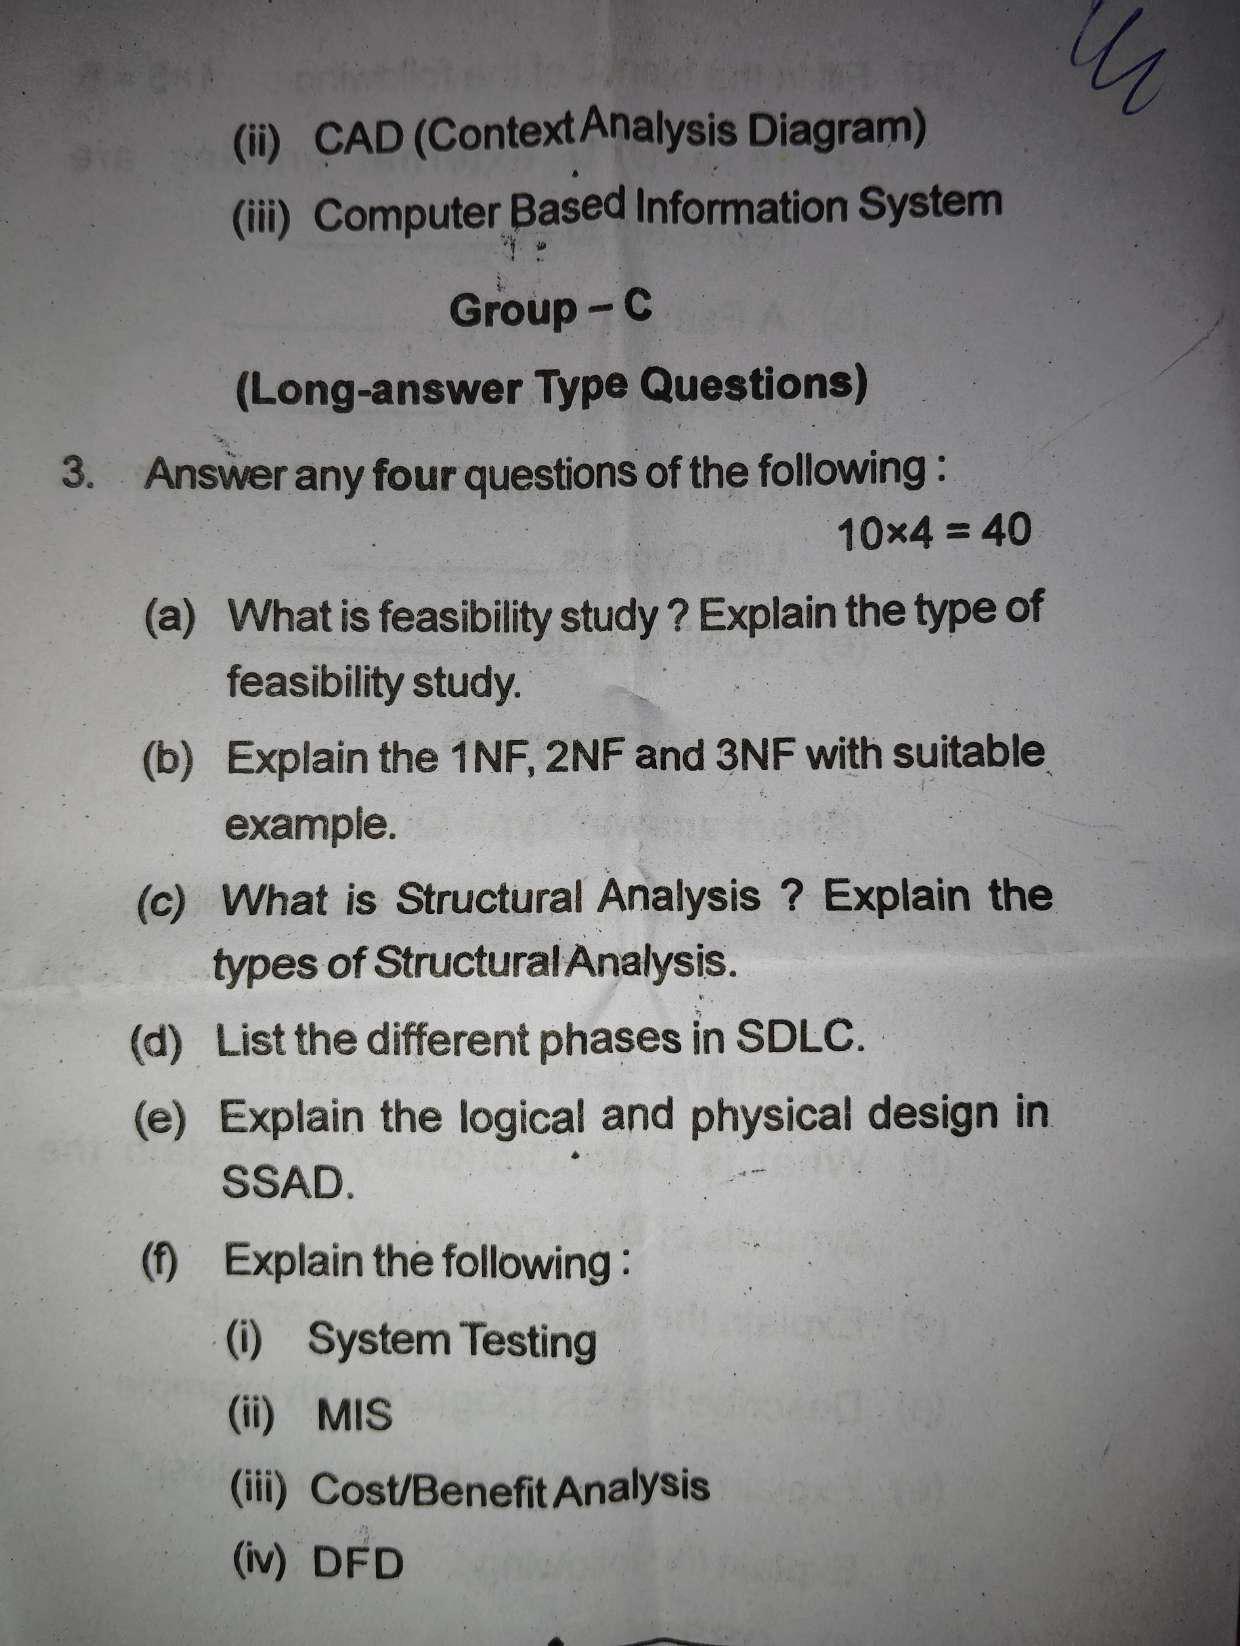 (ii) CAD (Context Analysis Diagram)
(iii) Computer Based Information System
Group – C
(Long-answer Type Questions)
3. Answer any four questions of the following :
10×4 = 40
(a) What is feasibility study ? Explain the type of
feasibility study.
(b) Explain the 1NF, 2NF and 3NF with suitable
example.
(c) What is Structural Analysis ? Explain the
types of Structural Analysis.
(d) List the different phases in SDLC.
(e) Explain the logical and physical design in
SSAD.
(f) Explain the following :
(i) System Testing
(ii) MIS
(iii) Cost/Benefit Analysis
(iv) DFD